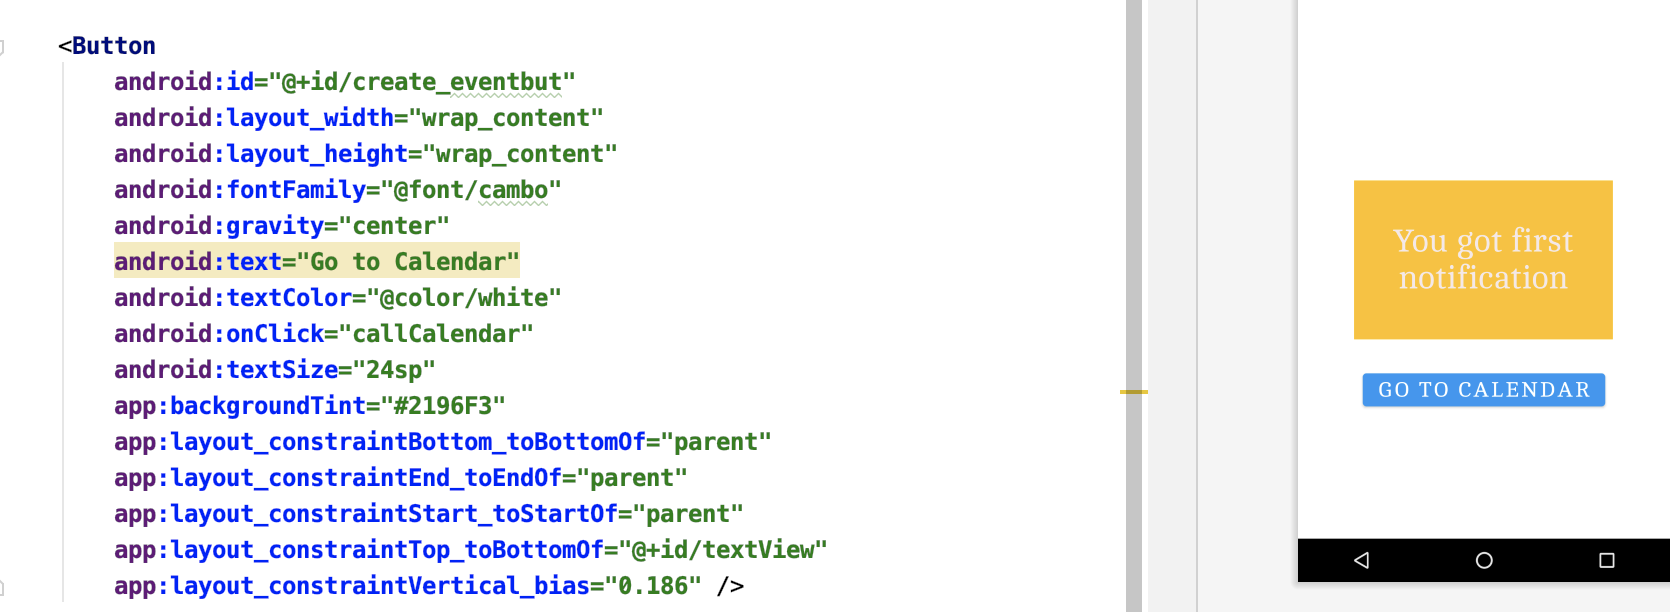 <Button
android:id="@+id/create_eventbut"
android:layout_width="wrap_content"
android:layout_height="wrap_content"
android:fontFamily="@font/cambo"
android:gravity="center"
android:text="Go to Calendar"
android:textColor="@color/white"
android:onClick="callCalendar"
android:textSize="24sp"
app:backgroundTint="#2196F3"
app:layout_constraintBottom_toBottomOf="parent"
app:layout_constraintEnd_toEndOf="parent"
app:layout_constraintStart_toStartOf="parent"
app:layout_constraintTop_toBottomOf="@+id/textView"
app:layout_constraintVertical_bias="0.186" />
You got first
notification
GO TO CALENDAR